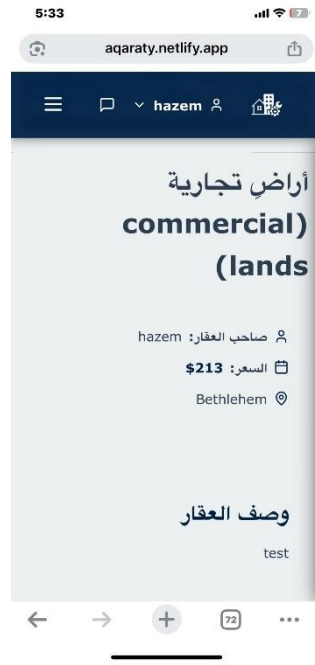 5:33
7
aqaraty.netlify.app
hazem
أراضِ تجارية
(commercial
lands)
صاحب العقار: hazem
السعر: $213
Bethlehem
وصف العقار
test
72